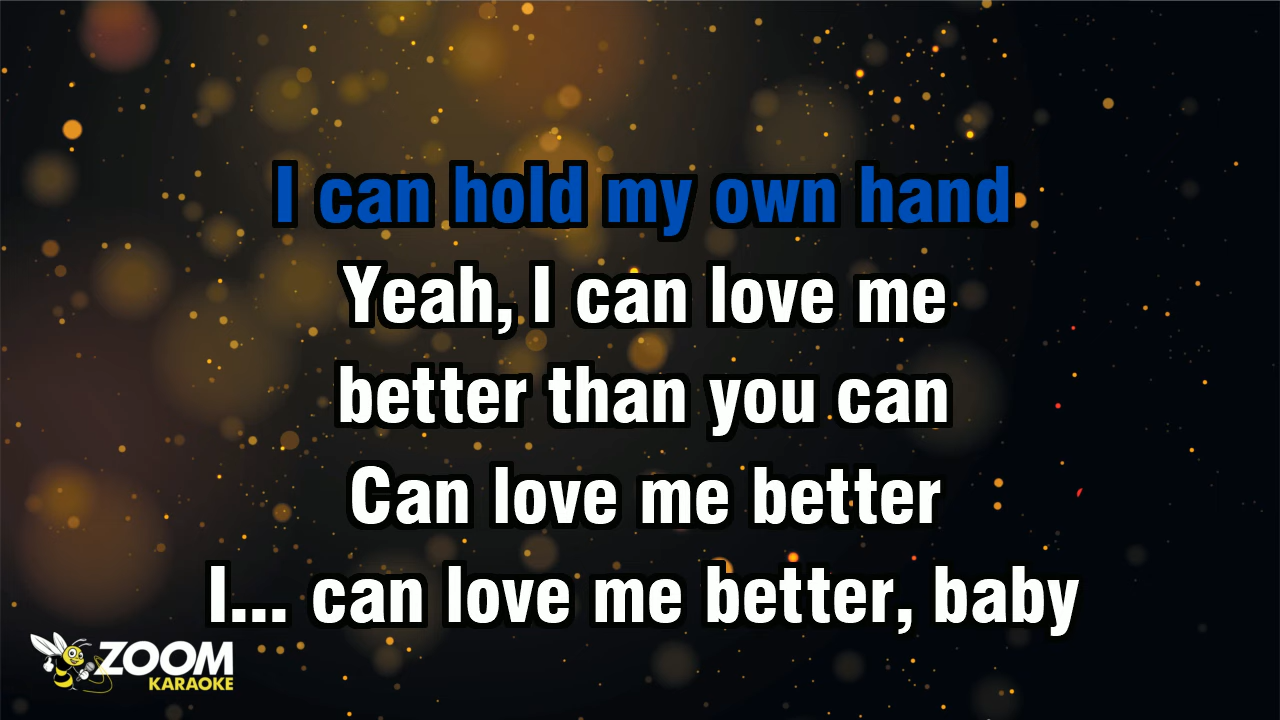 I can hold my own hand
Yeah, I can love me
better than you can
Can love me better
I... can love me better, baby
ZOOM
KARAOKE